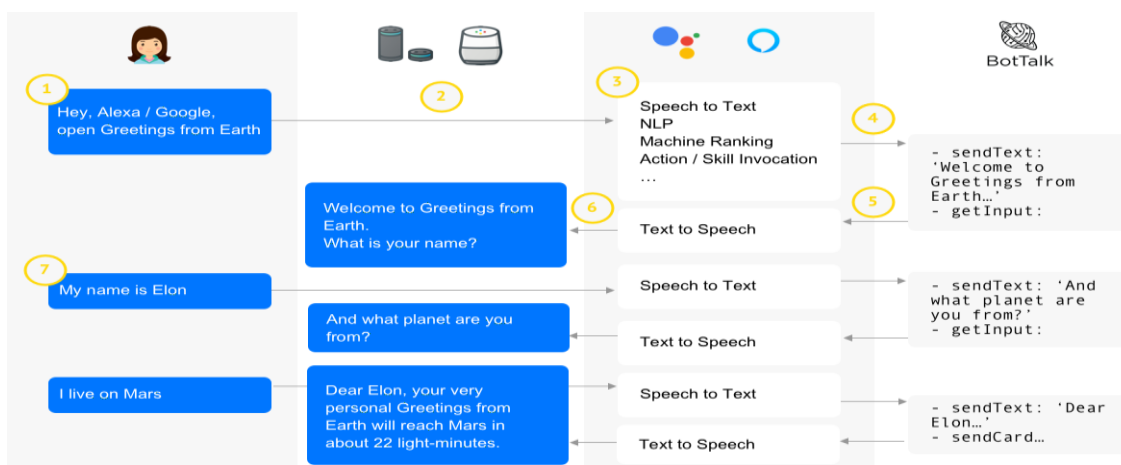 BotTalk
1
Hey, Alexa / Google,
open Greetings from Earth
2
3
Speech to Text
NLP
Machine Ranking
Action / Skill Invocation
...
4
- sendText:
'Welcome to
Greetings from
Earth…'
- getInput:
5
Text to Speech
6
Welcome to Greetings from
Earth.
What is your name?
7
My name is Elon
Speech to Text
- sendText: 'And
what planet are
you from?'
- getInput:
Text to Speech
And what planet are you
from?
I live on Mars
Speech to Text
- sendText: 'Dear
Elon…'
- sendCard…
Text to Speech
Dear Elon, your very
personal Greetings from
Earth will reach Mars in
about 22 light-minutes.